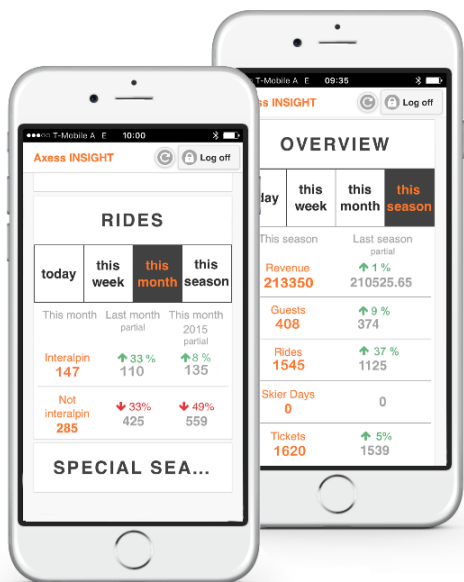 ●●●○○ T-Mobile A E 10:00
Axess INSIGHT Log off
RIDES
today this week this month this season
This month Last month partial This month 2015 partial
Interalpin 33 % 8 %
147 110 135
Not interalpin 33% 49%
285 425 559
SPECIAL SEA...
T-Mobile A E 09:35
ss INSIGHT Log off
OVERVIEW
day this week this month this season
This season Last season partial
Revenue 1 %
213350 210525.65
Guests 9 %
408 374
Rides 37 %
1545 1125
Skier Days
0 0
Tickets 5%
1620 1539